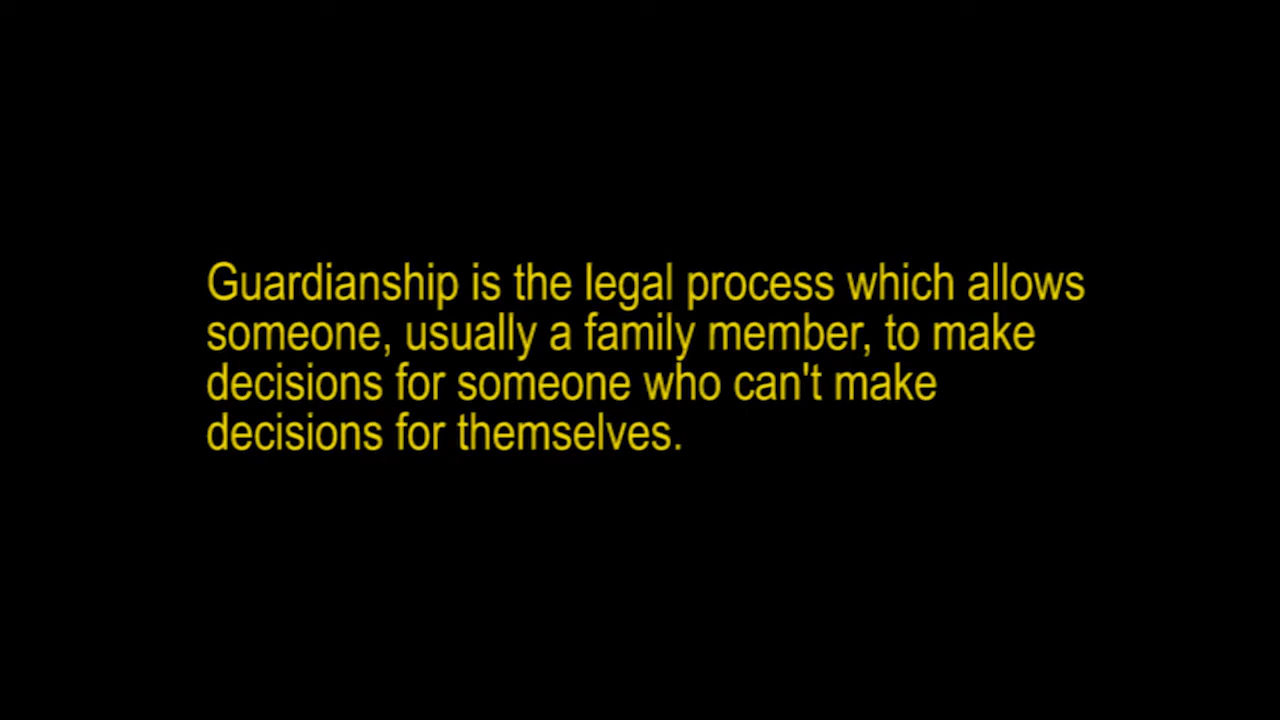 Guardianship is the legal process which allows
someone, usually a family member, to make
decisions for someone who can't make
decisions for themselves.